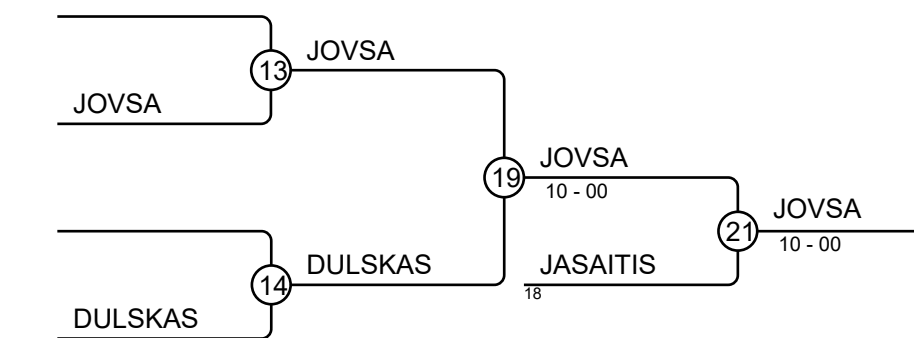 JOVSA
13
JOVSA
JOVSA
19
10 - 00
JOVSA
21
10 - 00
DULSKAS
14
JASAITIS
18
DULSKAS